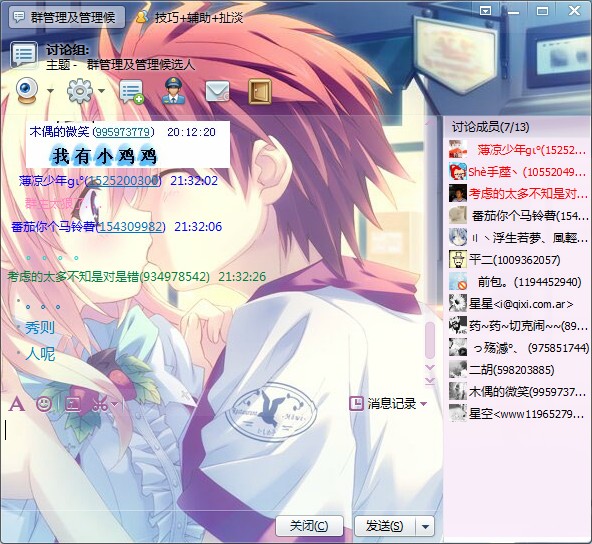 群管理及管理候
技巧+辅助+扯淡
讨论组:
主题 - 群管理及管理候选人
木偶的微笑(995973779) 20:12:20
我有小鸡鸡
薄凉少年gι°(1525200300) 21:32:02
番茄你个马铃薯(154309982) 21:32:06
。。。。
考虑的太多不知是对是错(934978542) 21:32:26
。。。
秀则
人呢
消息记录
关闭(C)
发送(S)
讨论成员(7/13)
薄凉少年gι°(1525200...
Shè手蓙丶 (10552049...
考虑的太多不知是对...
番茄你个马铃薯(154...
〢丶浮生若夢、風輕...
平二(1009362057)
前包。(1194452940)
星星<i@qixi.com.ar>
药~药~切克闹~~(89...
っ殇濊°、(975851744)
二胡(598203885)
木偶的微笑(9959737...
星空<www11965279...